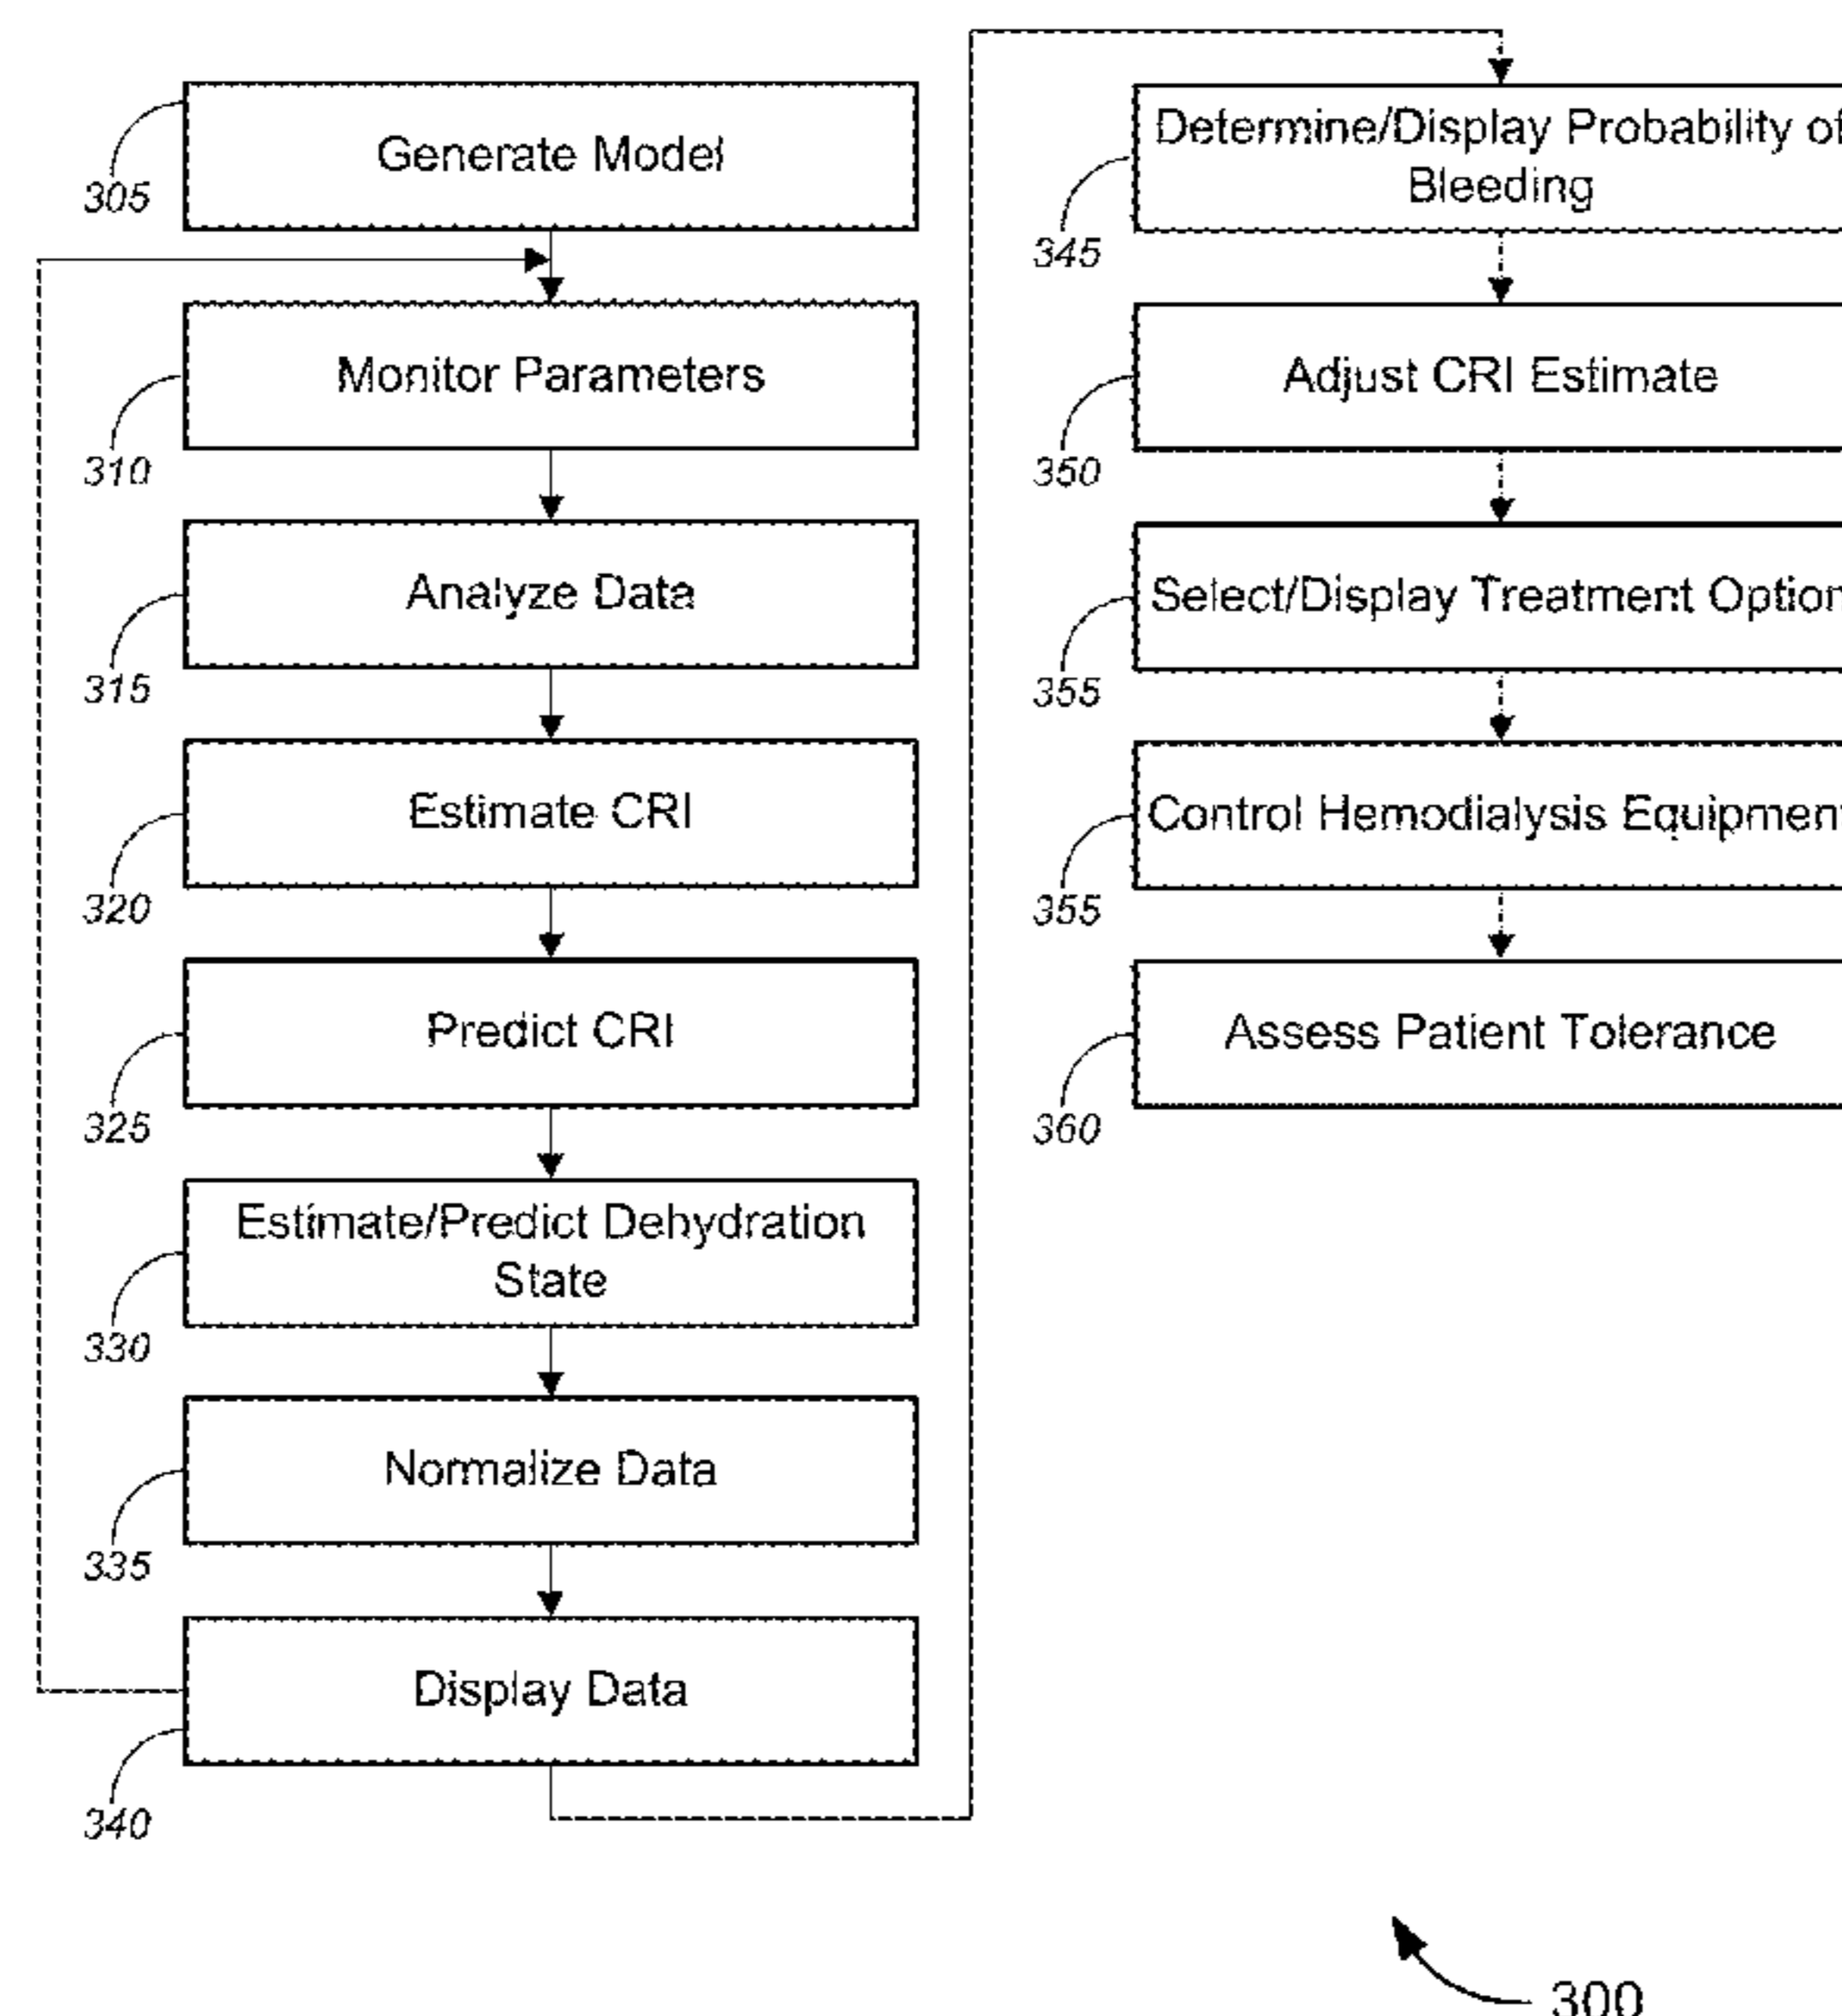 Generate Model
305
Monitor Parameters
310
Analyze Data
315
Estimate CRI
320
Predict CRI
325
Estimate/Predict Dehydration
State
330
Normalize Data
335
Display Data
340
Determine/Display Probability of
Bleeding
345
Adjust CRI Estimate
350
Select/Display Treatment Option
355
Control Hemodialysis Equipment
355
Assess Patient Tolerance
360
300